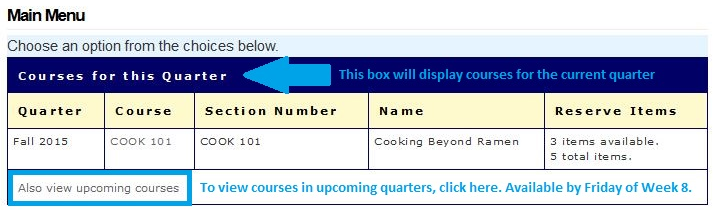 Main Menu
Choose an option from the choices below.
Courses for this Quarter This box will display courses for the current quarter
Quarter Course Section Number Name Reserve Items
Fall 2015 COOK 101 COOK 101 Cooking Beyond Ramen 3 items available.
5 total items.
Also view upcoming courses To view courses in upcoming quarters, click here. Available by Friday of Week 8.